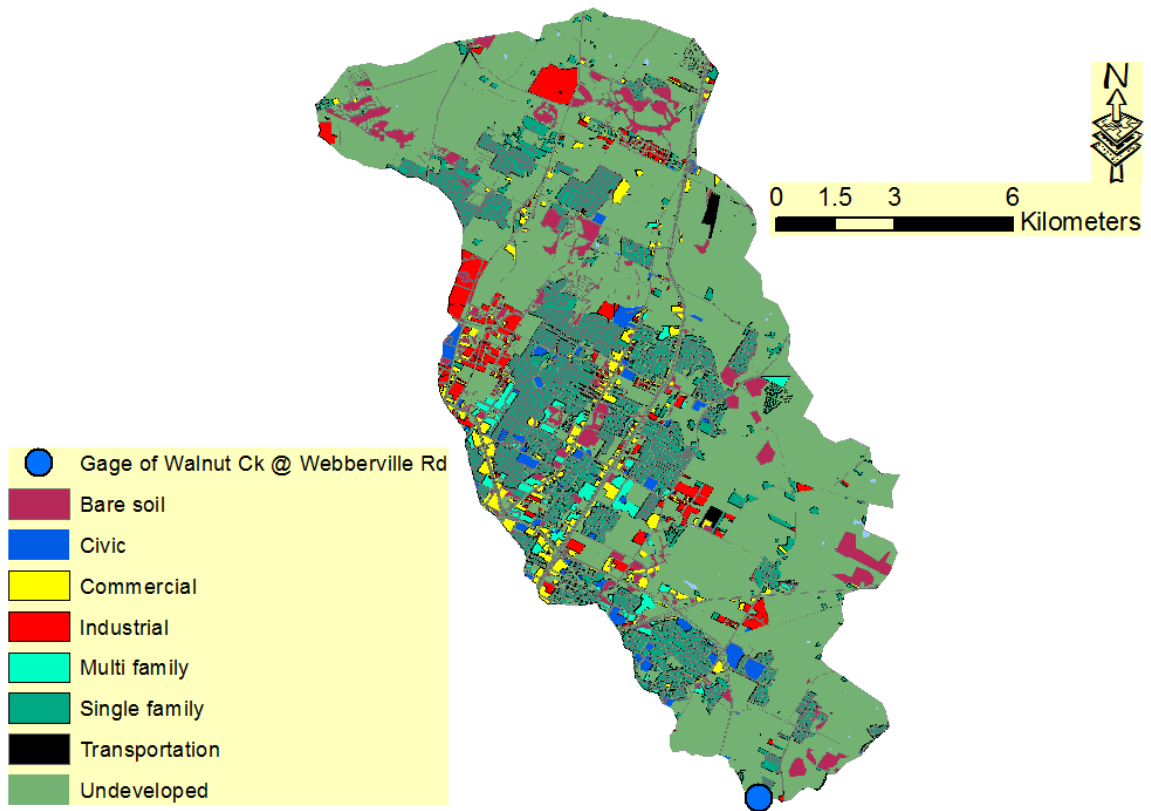 N
0 1.5 3 6
Kilometers
Gage of Walnut Ck @ Webberville Rd
Bare soil
Civic
Commercial
Industrial
Multi family
Single family
Transportation
Undeveloped